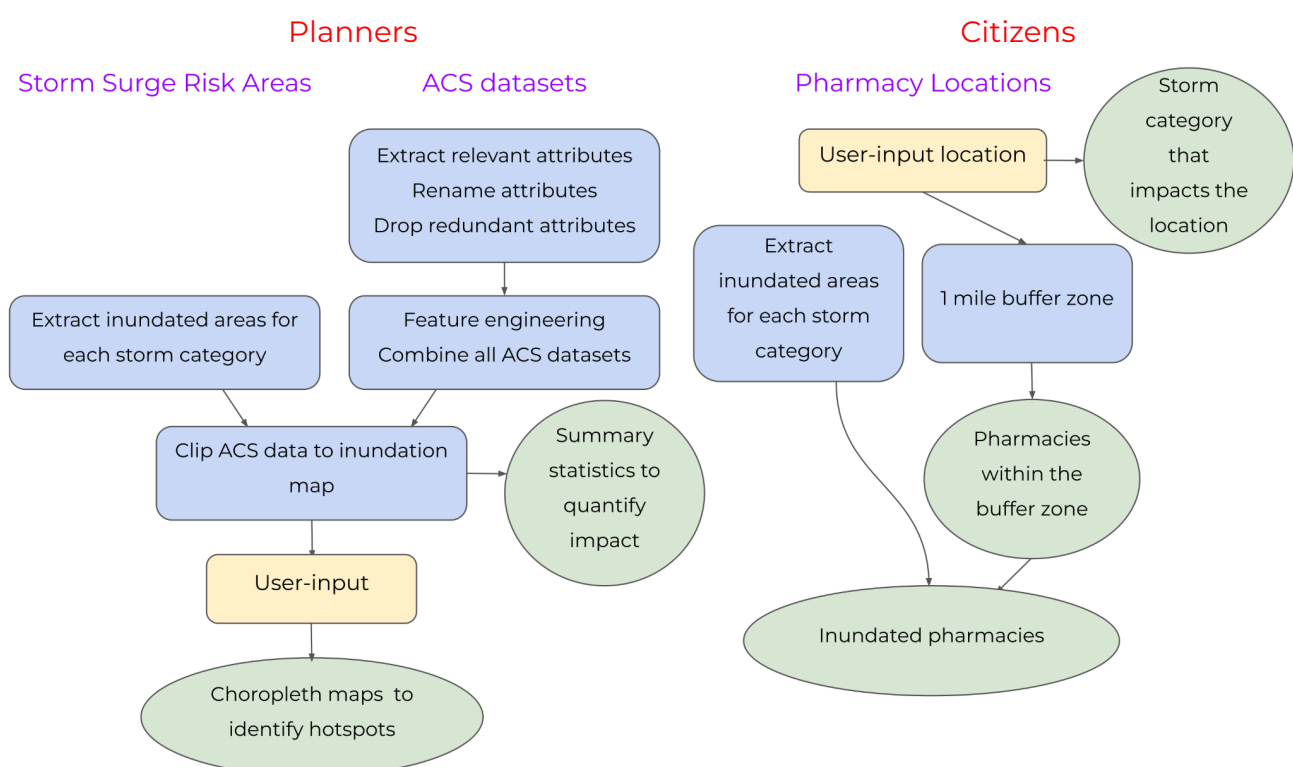 Planners
Storm Surge Risk Areas
ACS datasets
Extract relevant attributes
Rename attributes
Drop redundant attributes
Extract inundated areas for
each storm category
Feature engineering
Combine all ACS datasets
Clip ACS data to inundation
map
Summary
statistics to
quantify
impact
User-input
Choropleth maps to
identify hotspots
Citizens
Pharmacy Locations
User-input location
Storm
category
that
impacts the
location
Extract
inundated areas
for each storm
category
1 mile buffer zone
Pharmacies
within the
buffer zone
Inundated pharmacies